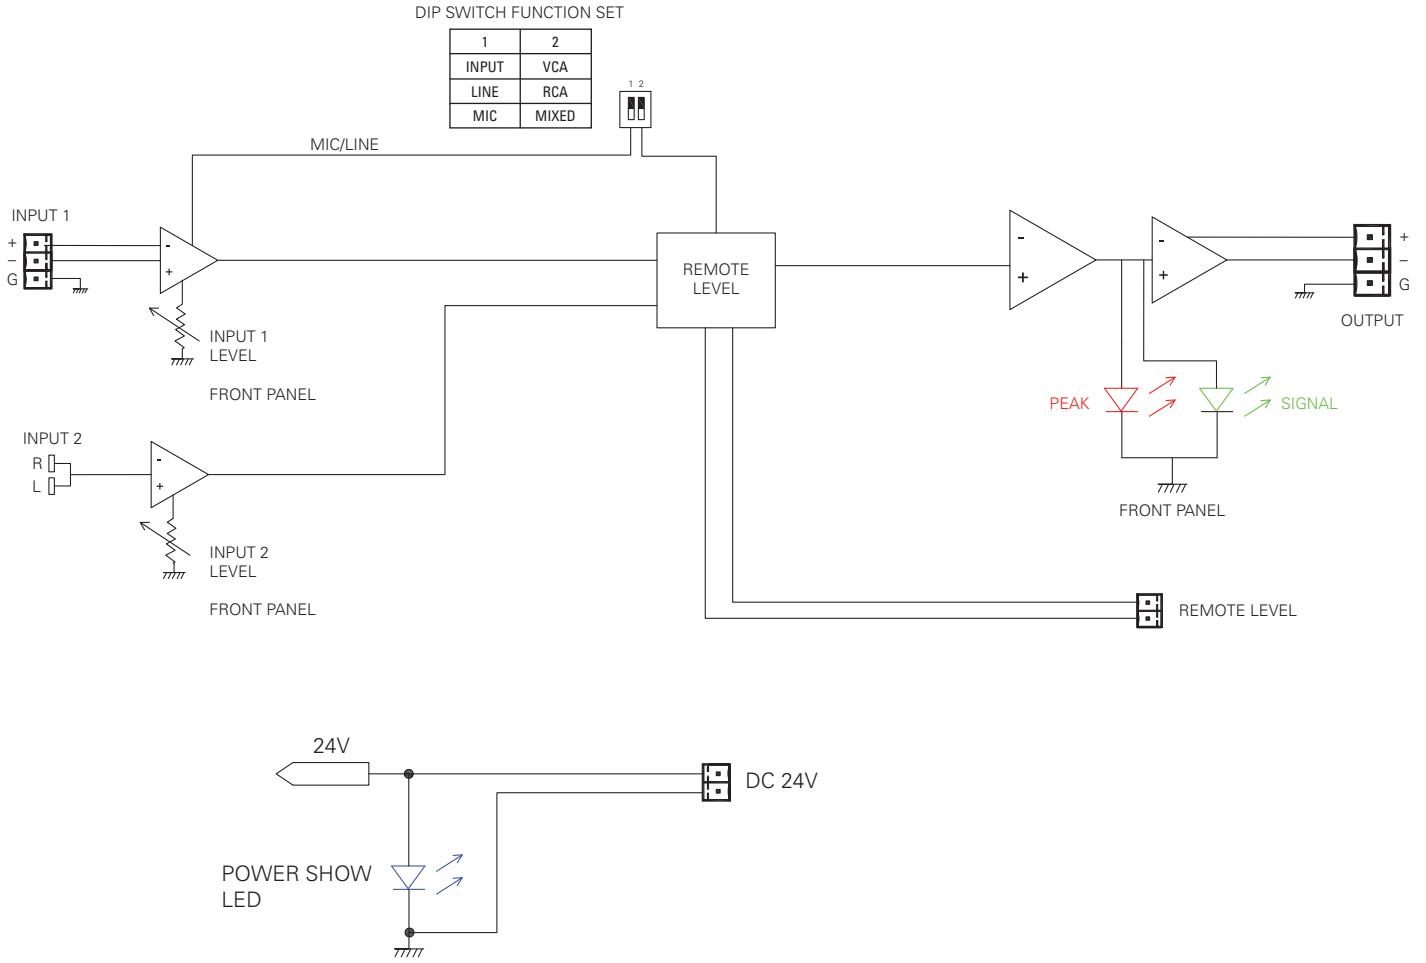 DIP SWITCH FUNCTION SET
1 2
INPUT VCA
LINE RCA
MIC MIXED
1 2
MIC/LINE
INPUT 1
+
–
G
-
+
INPUT 1
LEVEL
FRONT PANEL
INPUT 2
R
L
-
+
INPUT 2
LEVEL
FRONT PANEL
REMOTE
LEVEL
-
+
-
+
+
–
G
OUTPUT
PEAK
SIGNAL
FRONT PANEL
REMOTE LEVEL
24V
DC 24V
POWER SHOW
LED